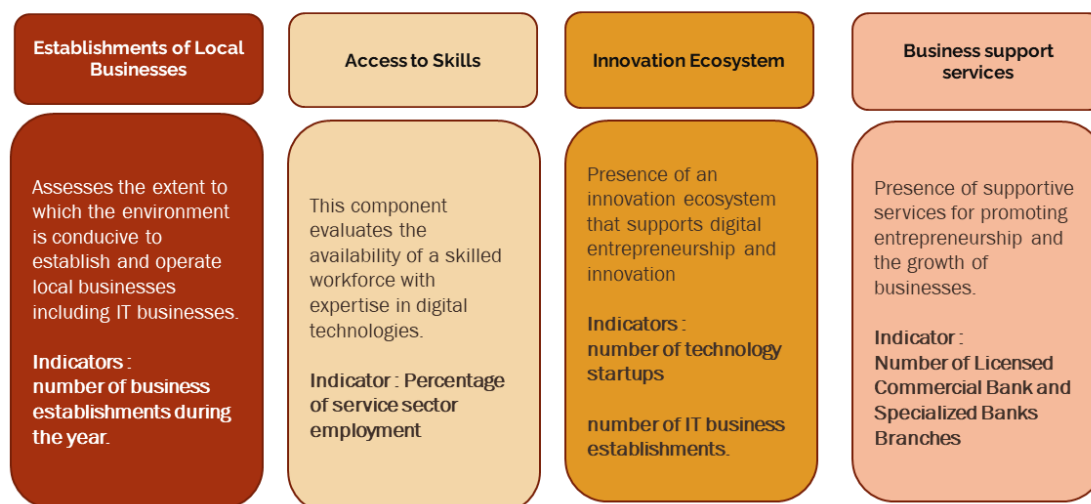 Establishments of Local
Businesses
Assesses the extent to
which the environment
is conducive to
establish and operate
local businesses
including IT businesses.
Indicators :
number of business
establishments during
the year.
Access to Skills
This component
evaluates the
availability of a skilled
workforce with
expertise in digital
technologies.
Indicator : Percentage
of service sector
employment
Innovation Ecosystem
Presence of an
innovation ecosystem
that supports digital
entrepreneurship and
innovation
Indicators :
number of technology
startups
number of IT business
establishments.
Business support
services
Presence of supportive
services for promoting
entrepreneurship and
the growth of
businesses.
Indicator :
Number of Licensed
Commercial Bank and
Specialized Banks
Branches